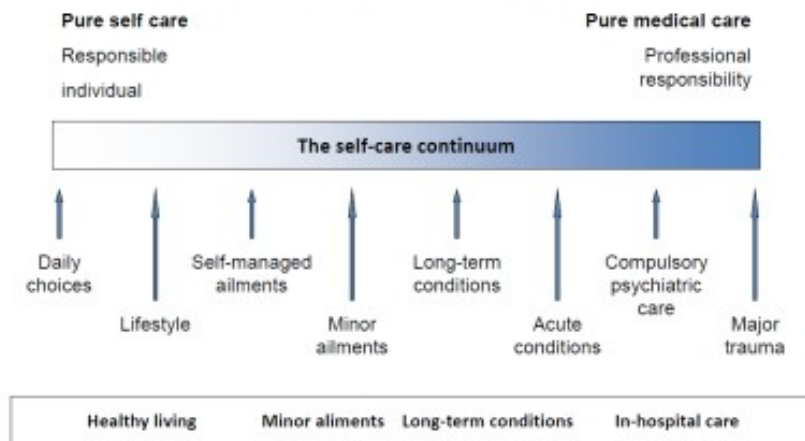 Pure self care
Responsible
individual
Pure medical care
Professional
responsibility
The self-care continuum
Daily
choices
Lifestyle
Self-managed
ailments
Minor
ailments
Long-term
conditions
Acute
conditions
Compulsory
psychiatric
care
Major
trauma
Healthy living
Minor aliments
Long-term conditions
In-hospital care